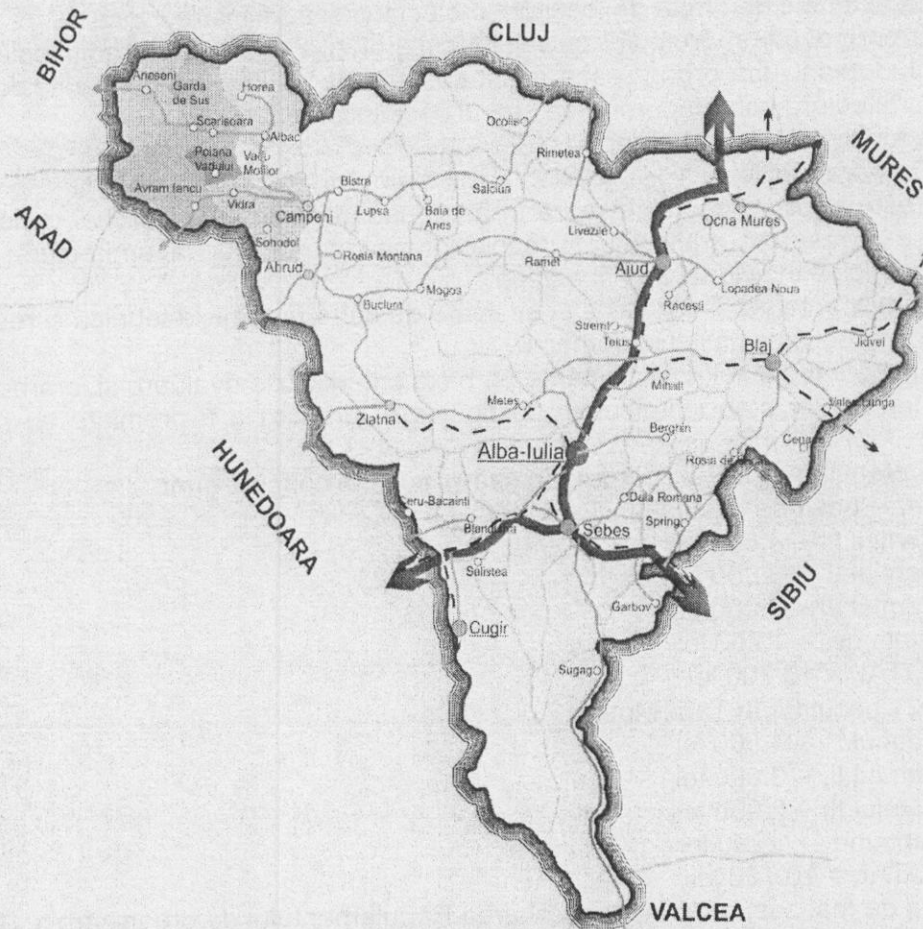 CLUJ
BIHOR
MURES
ARAD
Arieseni
Garda
de Sus
Horea
Scarisoara
Albac
Poiana
Vadului
Vadu
Motilor
Avram Iancu
Vidra
Campeni
Bistra
Lupsa
Baia de
Aries
Salciua
Ocolis
Rimetea
Sohodol
Abrud
Rosia Montana
Bucium
Mogos
Ramet
Livezile
Aiud
Ocna Mures
Lopadea Noua
Racesti
Stremt
Teius
Blaj
Jidvei
Mihalt
Valea Lunga
Cenade
Rosia de
Zlatna
Metes
Alba-Iulia
Berghin
HUNEDOARA
Ceru-Bacainti
Blandiana
Sebes
Dula Romana
Spring
Salistea
SIBIU
Garbov
Cugir
Sugag
VALCEA